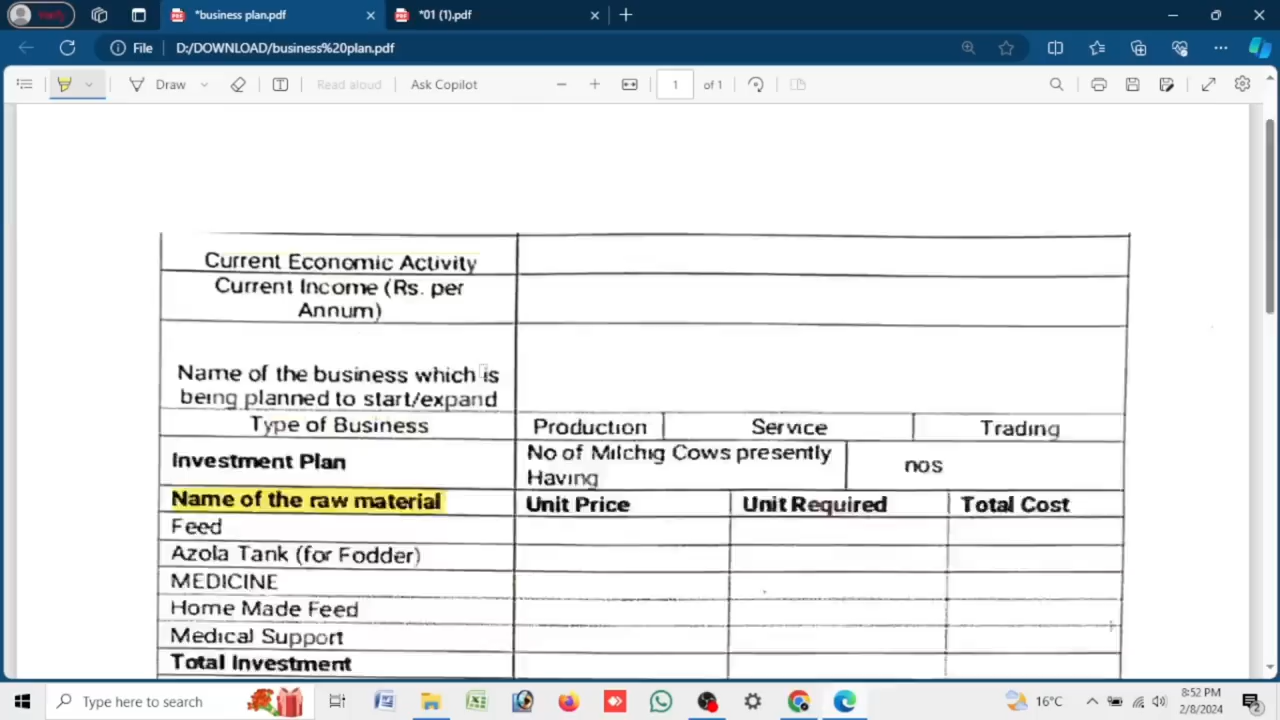 *business plan.pdf
*01 (1).pdf
File D:/DOWNLOAD/business%20plan.pdf
Draw Read aloud Ask Copilot 1 of 1
Current Economic Activity
Current Income (Rs. per
Annum)
Name of the business which is
being planned to start/expand
Type of Business Production Service Trading
Investment Plan No of Milchig Cows presently
Having nos
Name of the raw material Unit Price Unit Required Total Cost
Feed
Azola Tank (for Fodder)
MEDICINE
Home Made Feed
Medical Support
Total Investment
Type here to search 16°C 8:52 PM
2/8/2024 2